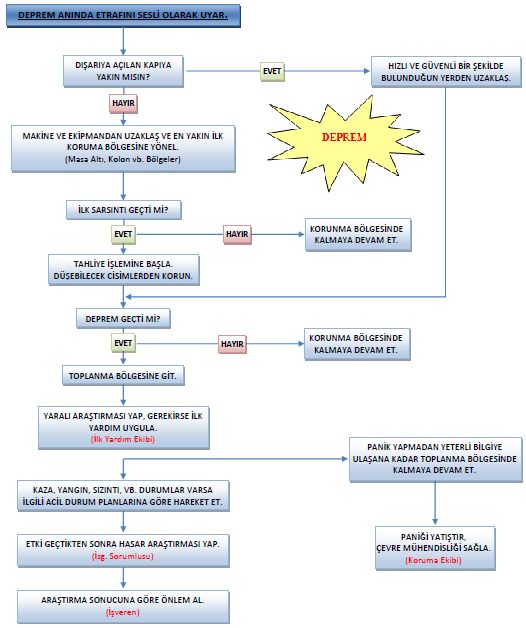 DEPREM ANINDA ETRAFINI SESLİ OLARAK UYAR.
DIŞARIYA AÇILAN KAPIYA
YAKIN MISIN?
EVET
HIZLI VE GÜVENLİ BİR ŞEKİLDE
BULUNDUĞUN YERDEN UZAKLAŞ.
HAYIR
DEPREM
MAKİNE VE EKİPMANDAN UZAKLAŞ VE EN YAKIN İLK
KORUMA BÖLGESİNE YÖNEL.
(Masa Altı, Kolon vb. Bölgeler)
İLK SARSINTI GEÇTİ Mİ?
EVET
HAYIR
KORUNMA BÖLGESİNDE
KALMAYA DEVAM ET.
TAHLİYE İŞLEMİNE BAŞLA.
DÜŞEBİLECEK CİSİMLERDEN KORUN.
DEPREM GEÇTİ Mİ?
EVET
HAYIR
KORUNMA BÖLGESİNDE
KALMAYA DEVAM ET.
TOPLANMA BÖLGESİNE GİT.
YARALI ARAŞTIRMASI YAP, GEREKİRSE İLK
YARDIM UYGULA.
(İlk Yardım Ekibi)
PANİK YAPMADAN YETERLİ BİLGİYE
ULAŞANA KADAR TOPLANMA BÖLGESİNDE
KALMAYA DEVAM ET.
KAZA, YANGIN, SIZINTI, VB. DURUMLAR VARSA
İLGİLİ ACİL DURUM PLANLARINA GÖRE HAREKET ET.
ETKİ GEÇTİKTEN SONRA HASAR ARAŞTIRMASI YAP.
(İsg. Sorumlusu)
PANİĞİ YATIŞTIR,
ÇEVRE MÜHENDİSLİĞİ SAĞLA.
(Koruma Ekibi)
ARAŞTIRMA SONUCUNA GÖRE ÖNLEM AL.
(İşveren)